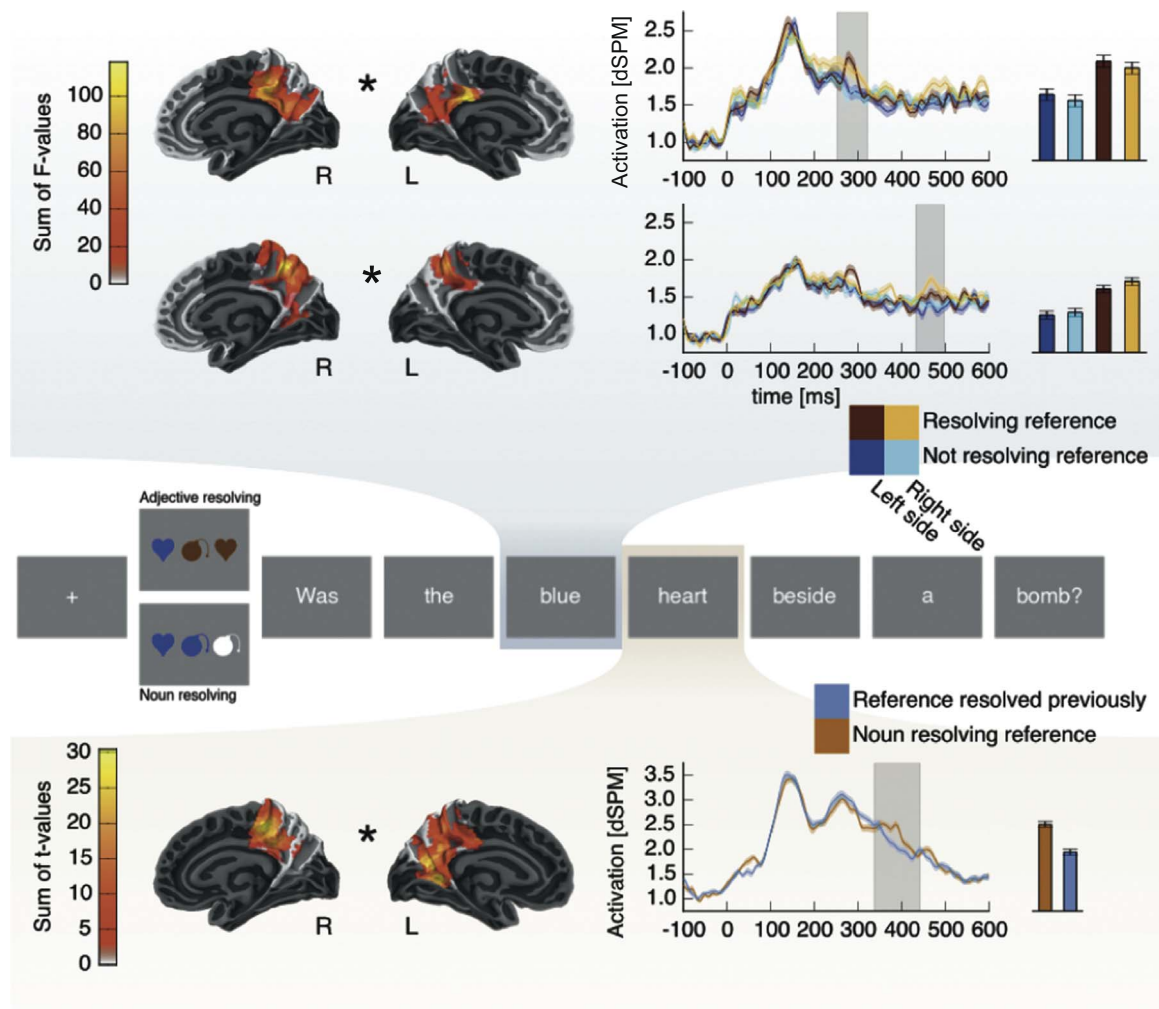 Sum of F-values
100
80
60
40
20
0
R
*
L
Activation [dSPM]
2.5
2.0
1.5
1.0
-100 0 100 200 300 400 500 600
R
*
L
2.5
2.0
1.5
1.0
-100 0 100 200 300 400 500 600
time [ms]
Resolving reference
Not resolving reference
Left side
Right side
Adjective resolving
+
Was
the
blue
heart
beside
a
bomb?
Noun resolving
Reference resolved previously
Noun resolving reference
Sum of t-values
30
25
20
15
10
5
0
R
*
L
Activation [dSPM]
3.5
3.0
2.5
2.0
1.5
1.0
-100 0 100 200 300 400 500 600